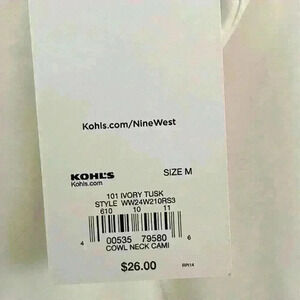 Kohls.com/NineWest
KOHL'S
Kohls.com
SIZE M
101 IVORY TUSK
STYLE WW24W210RS3
610 10 11
4 00535 79580 6
COWL NECK CAMI
$26.00
RPI14